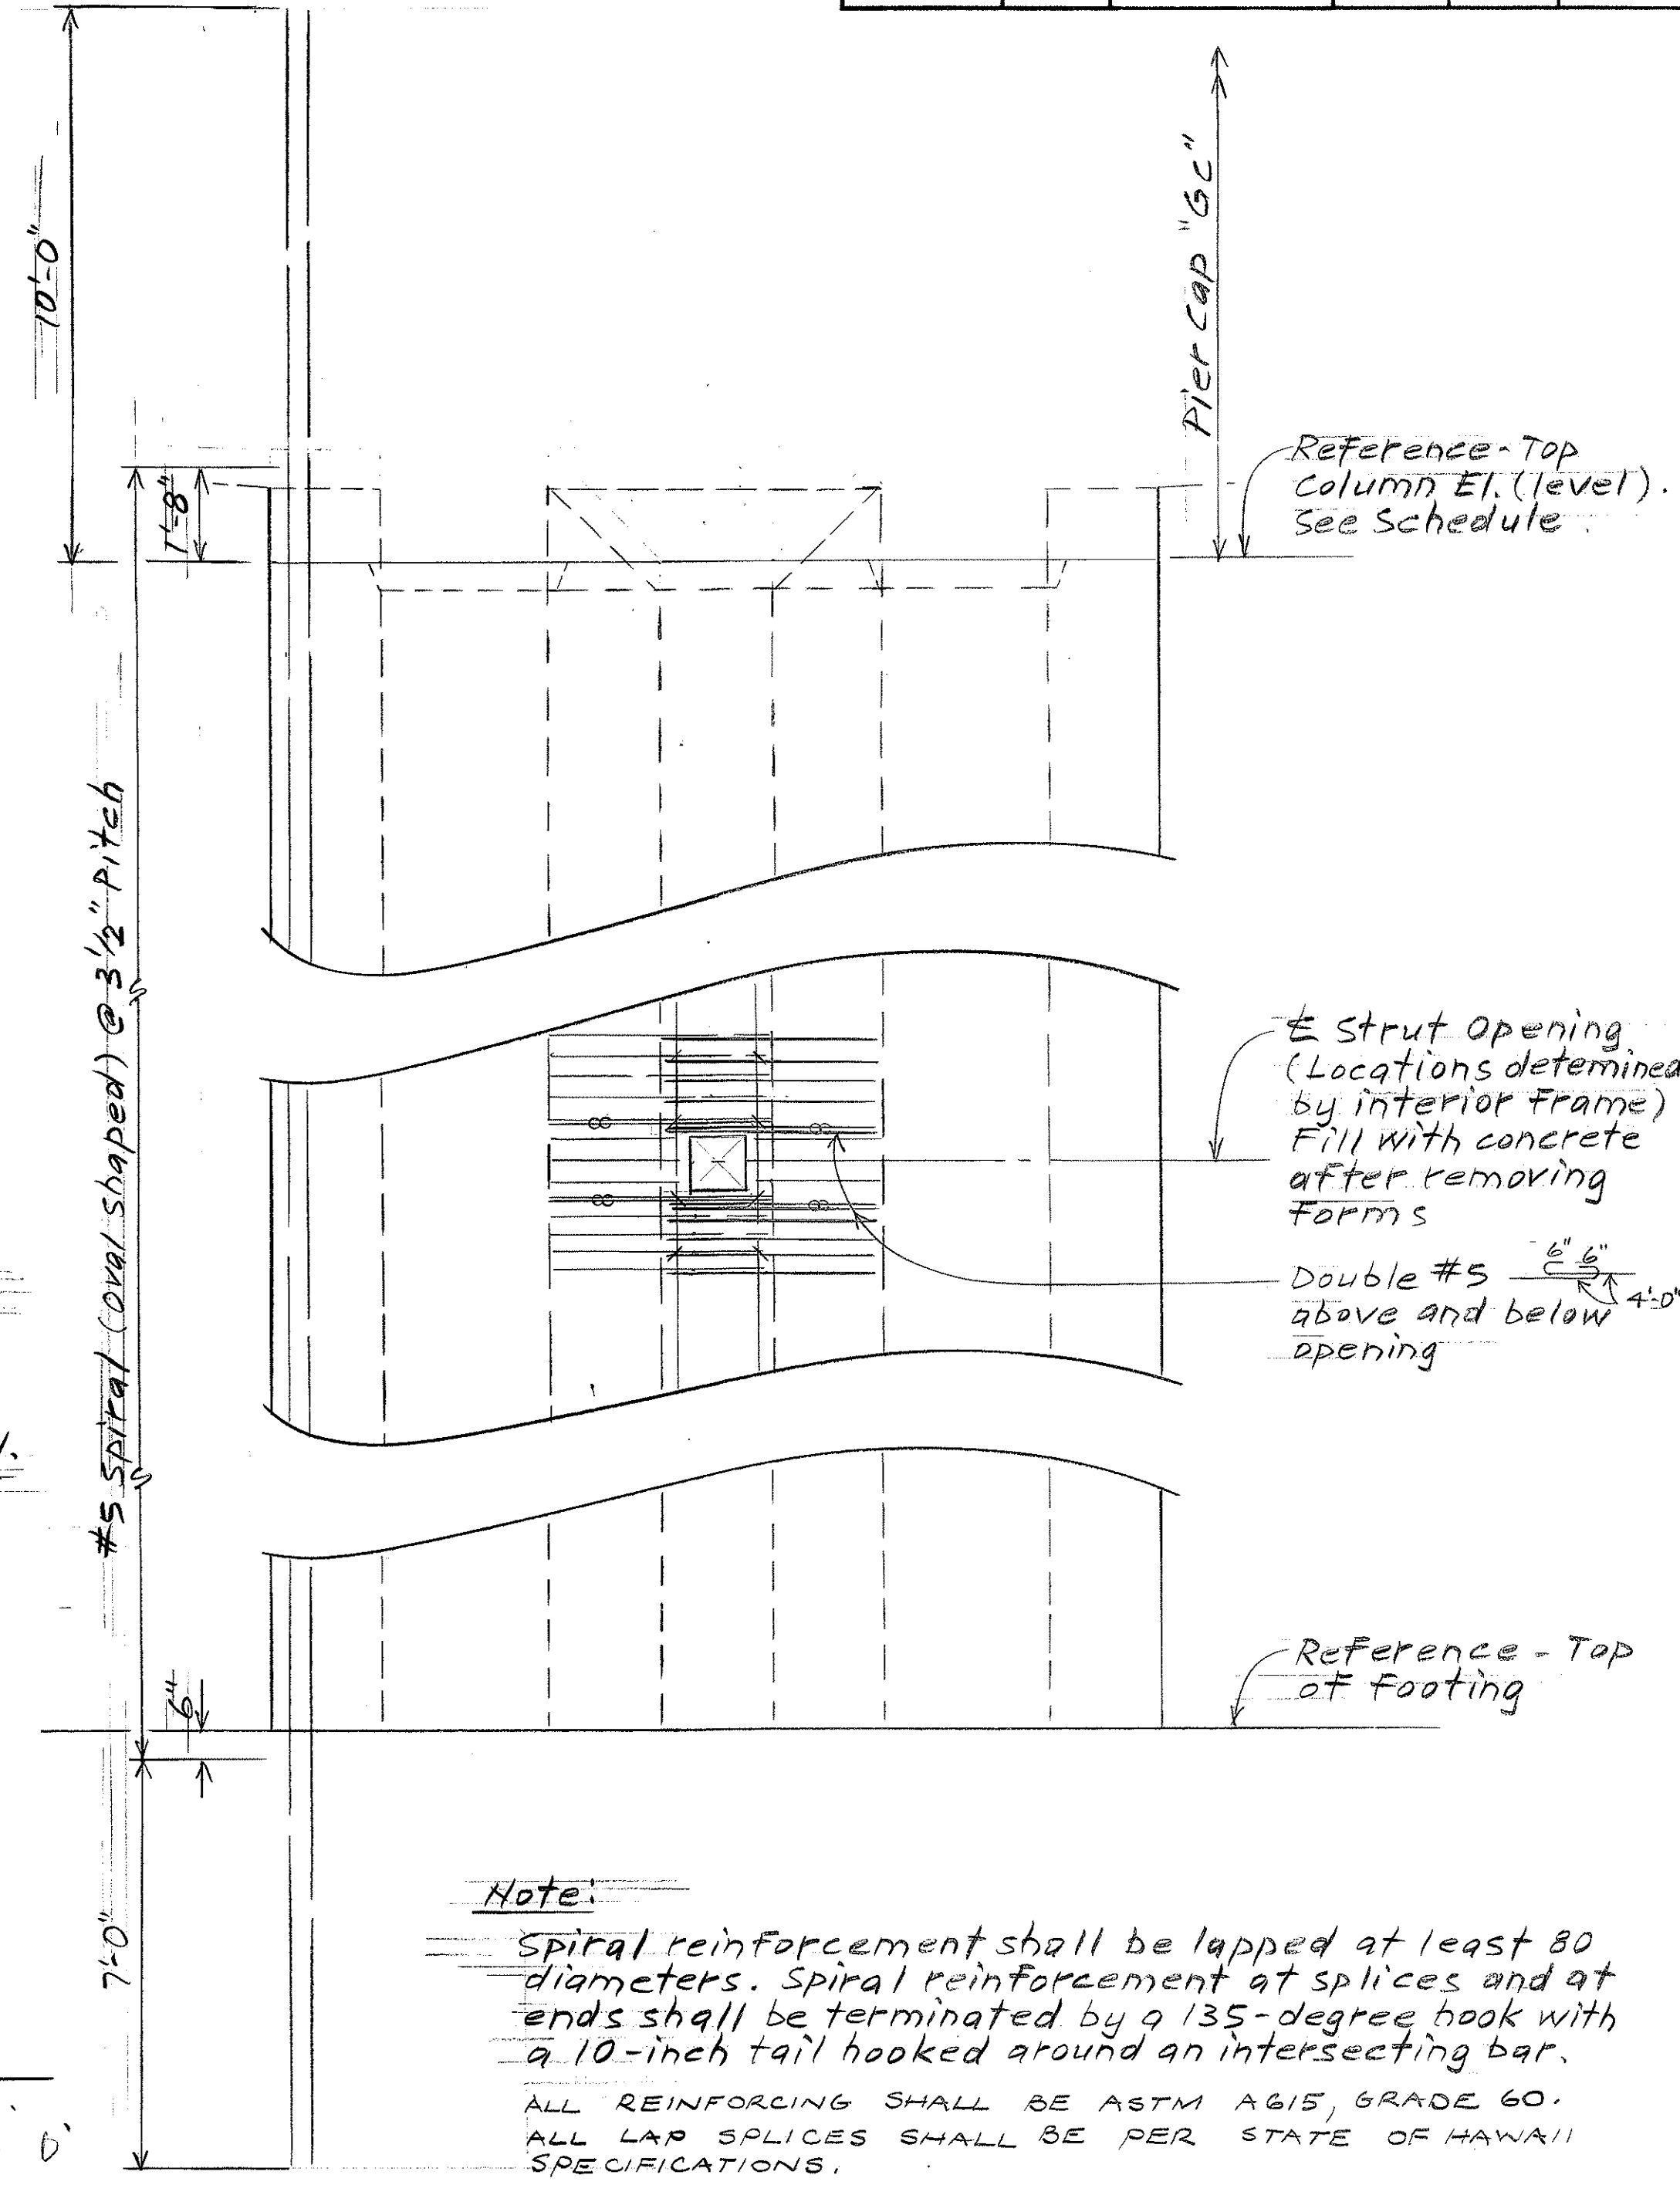 10'-0"
Pier Cap "Gc"
Reference - Top
Column El. (level).
See Schedule.
1'-8"
#5 Spiral (oval shaped) @ 3 1/2" Pitch
℄ Strut Opening
(Locations detemined
by interior frame)
Fill with concrete
after removing
forms
Double #5
6" 6"
4'-0"
above and below
opening
Reference - Top
of footing
6"
7'-0"
Note:
Spiral reinforcement shall be lapped at least 80
diameters. Spiral reinforcement at splices and at
ends shall be terminated by a 135-degree hook with
a 10-inch tail hooked around an intersecting bar.
ALL REINFORCING SHALL BE ASTM A615, GRADE 60.
ALL LAP SPLICES SHALL BE PER STATE OF HAWAII
SPECIFICATIONS.